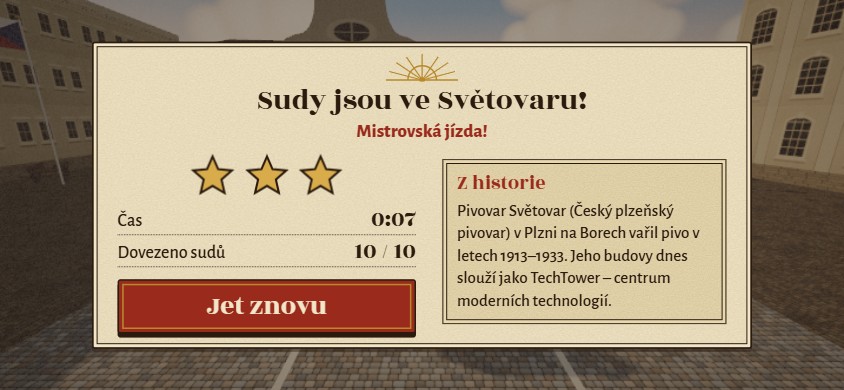 Sudy jsou ve Světovaru!
Mistrovská jízda!
Čas 0:07
Dovezeno sudů 10 / 10
Jet znovu
Z historie
Pivovar Světovar (Český plzeňský
pivovar) v Plzni na Borech vařil pivo v
letech 1913–1933. Jeho budovy dnes
slouží jako TechTower – centrum
moderních technologií.